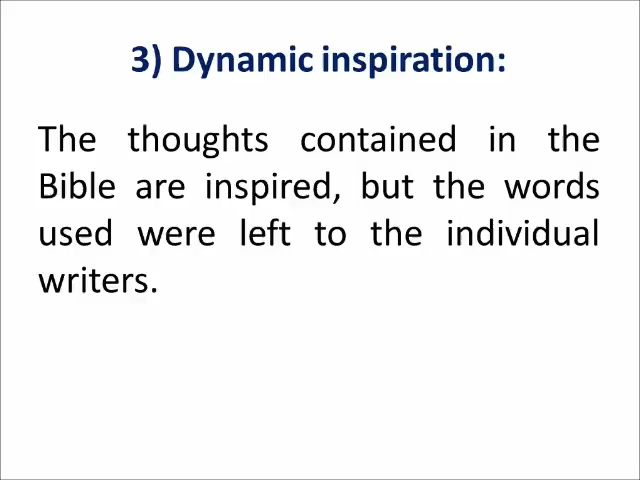 3) Dynamic inspiration:
The thoughts contained in the
Bible are inspired, but the words
used were left to the individual
writers.